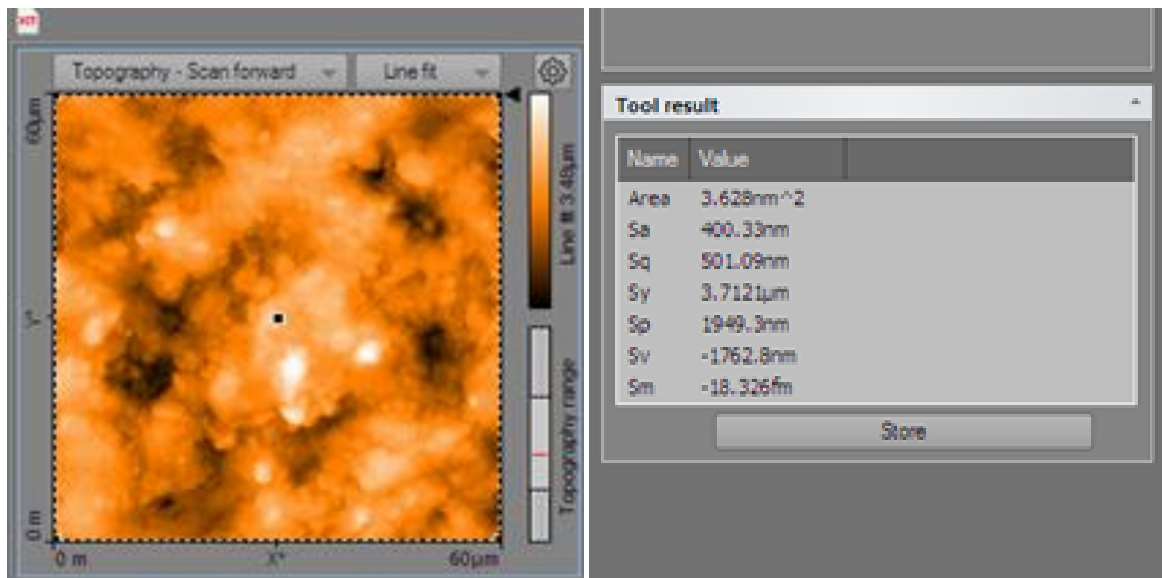 Topography - Scan forward
Line fit
60µm
Line fit 3.48µm
Y*
Topography range
0 m
0 m
X*
60µm
Tool result
Name Value
Area 3.628nm^2
Sa 400.33nm
Sq 501.09nm
Sy 3.7121µm
Sp 1949.3nm
Sv -1762.8nm
Sm -18.326fm
Store